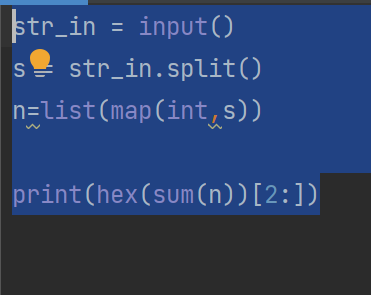 str_in = input()
s = str_in.split()
n=list(map(int,s))
print(hex(sum(n))[2:])